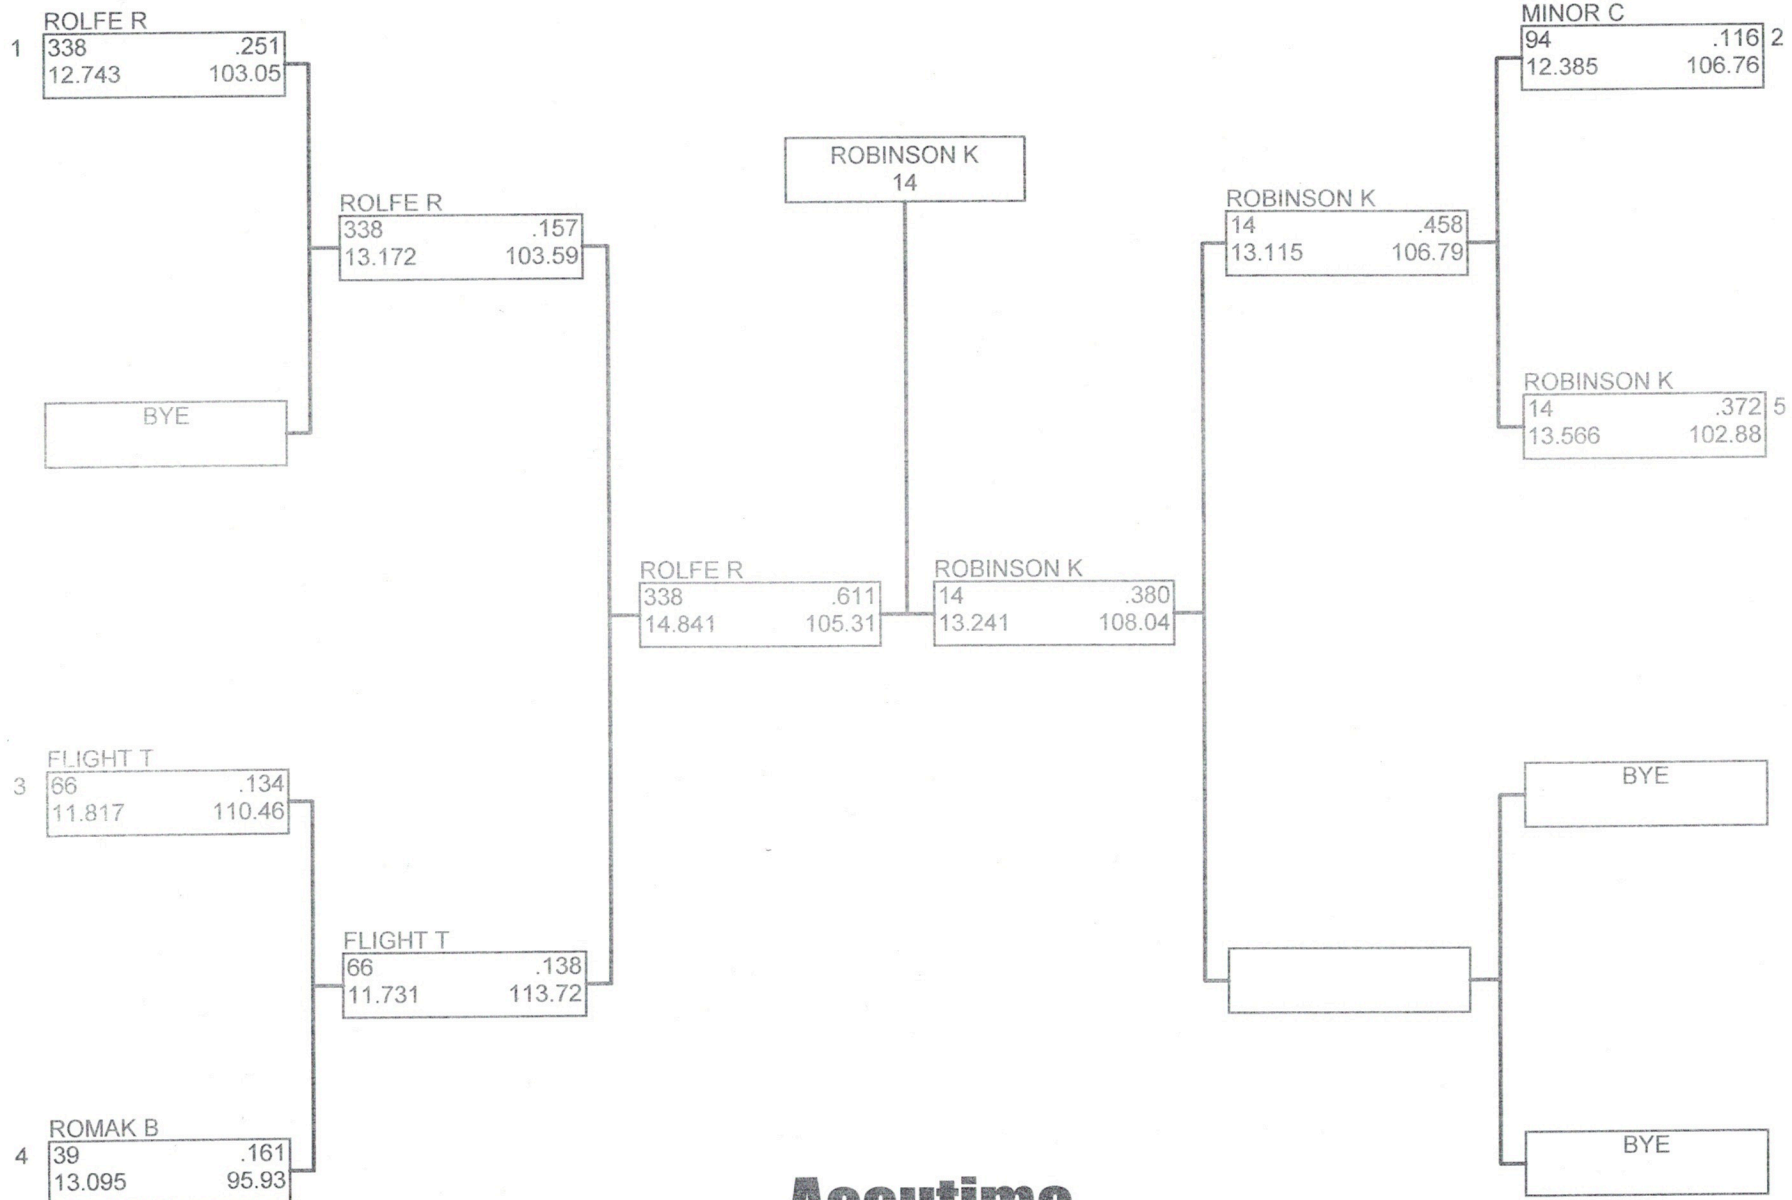 ROLFE R
1
338 .251
12.743 103.05
BYE
FLIGHT T
3
66 .134
11.817 110.46
ROMAK B
4
39 .161
13.095 95.93
ROLFE R
338 .157
13.172 103.59
FLIGHT T
66 .138
11.731 113.72
ROLFE R
338 .611
14.841 105.31
ROBINSON K
14
ROBINSON K
14 .380
13.241 108.04
ROBINSON K
14 .458
13.115 106.79
MINOR C
94 .116 2
12.385 106.76
ROBINSON K
14 .372 5
13.566 102.88
BYE
BYE
Accutime